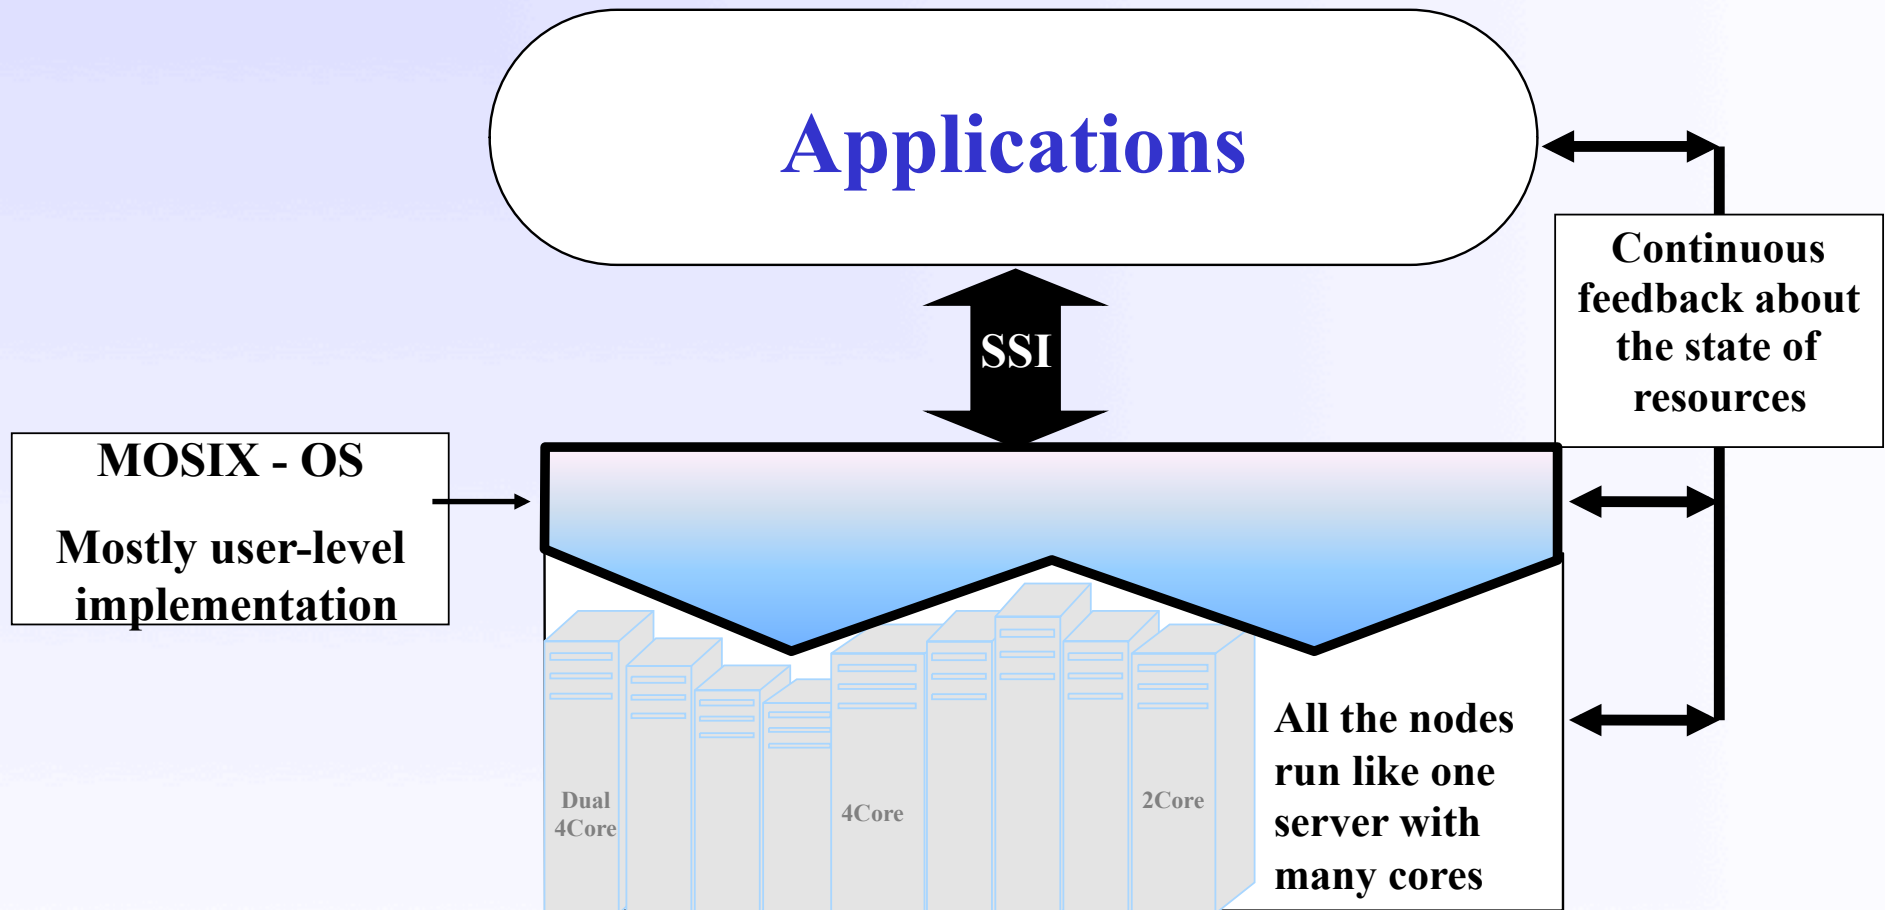 Applications
SSI
Continuous
feedback about
the state of
resources
MOSIX - OS
Mostly user-level
implementation
Dual
4Core
4Core
2Core
All the nodes
run like one
server with
many cores